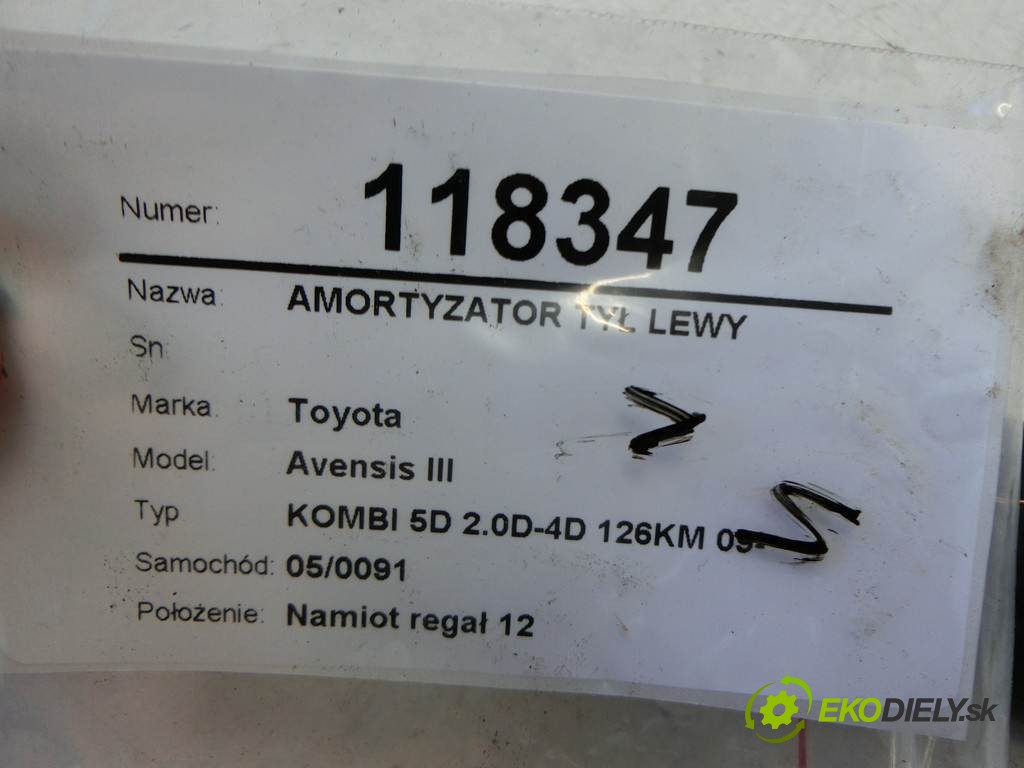 Numer: 118347
Nazwa: AMORTYZATOR TYŁ LEWY
Sn
Marka: Toyota
Model: Avensis III
Typ KOMBI 5D 2.0D-4D 126KM 09-
Samochód: 05/0091
Położenie: Namiot regał 12
EKODIELY.sk